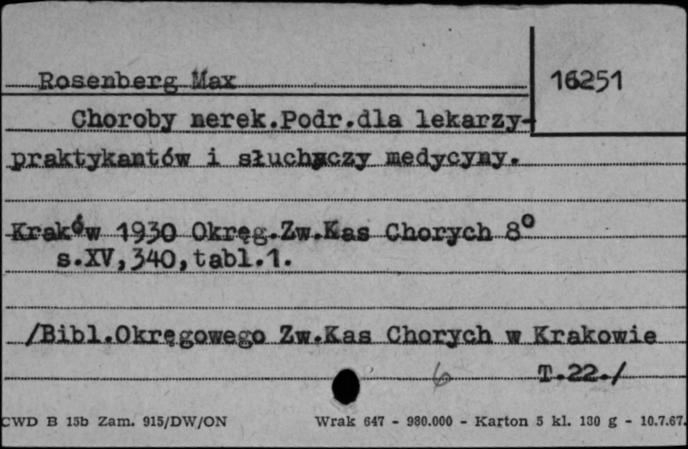 Rosenberg Max
16251
Choroby nerek.Podr.dla lekarzy-
praktykantów i słuchaczy medycyny.
Kraków 1930 Okręg.Zw.Kas Chorych 8°
s.XV,340,tabl.1.
/Bibl.Okręgowego Zw.Kas Chorych w Krakowie
6 T.22./
CWD B 15b Zam. 915/DW/ON Wrak 647 - 980.000 - Karton 5 kl. 130 g - 10.7.67.